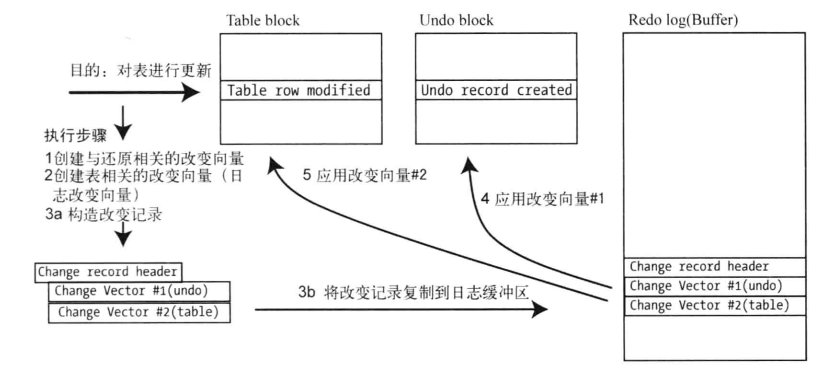 Table block
Undo block
Redo log(Buffer)
目的：对表进行更新
Table row modified
Undo record created
执行步骤
1创建与还原相关的改变向量
2创建表相关的改变向量（日
志改变向量）
3a 构造改变记录
5 应用改变向量#2
4 应用改变向量#1
Change record header
Change Vector #1(undo)
Change Vector #2(table)
3b 将改变记录复制到日志缓冲区
Change record header
Change Vector #1(undo)
Change Vector #2(table)